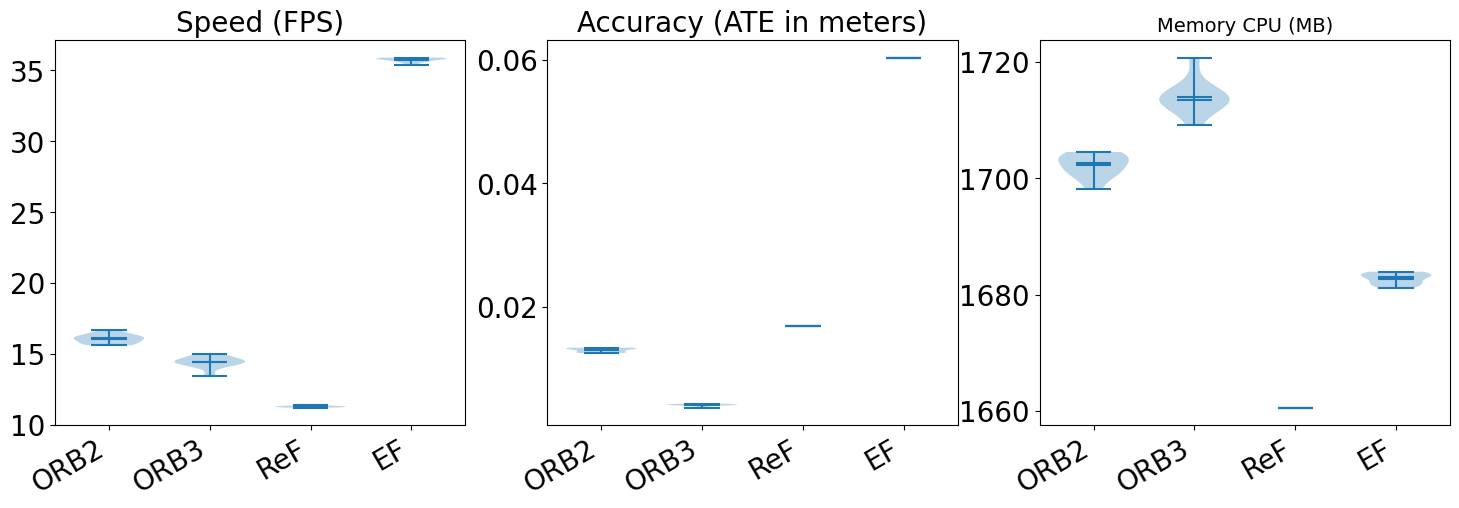 Speed (FPS)
35
30
25
20
15
10
ORB2
ORB3
ReF
EF
Accuracy (ATE in meters)
0.06
0.04
0.02
ORB2
ORB3
ReF
EF
Memory CPU (MB)
1720
1700
1680
1660
ORB2
ORB3
ReF
EF